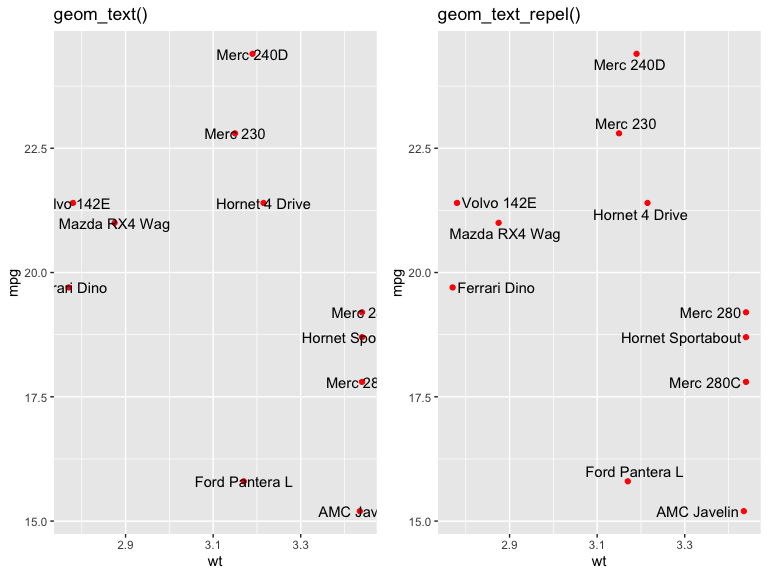 geom_text()
Merc 240D
Merc 230
lvo 142E
Hornet 4 Drive
Mazda RX4 Wag
rari Dino
Merc 2
Hornet Spo
Merc 28
Ford Pantera L
AMC Jav
22.5
20.0
17.5
15.0
mpg
2.9
3.1
3.3
wt
geom_text_repel()
Merc 240D
Merc 230
Volvo 142E
Hornet 4 Drive
Mazda RX4 Wag
Ferrari Dino
Merc 280
Hornet Sportabout
Merc 280C
Ford Pantera L
AMC Javelin
22.5
20.0
17.5
15.0
mpg
2.9
3.1
3.3
wt